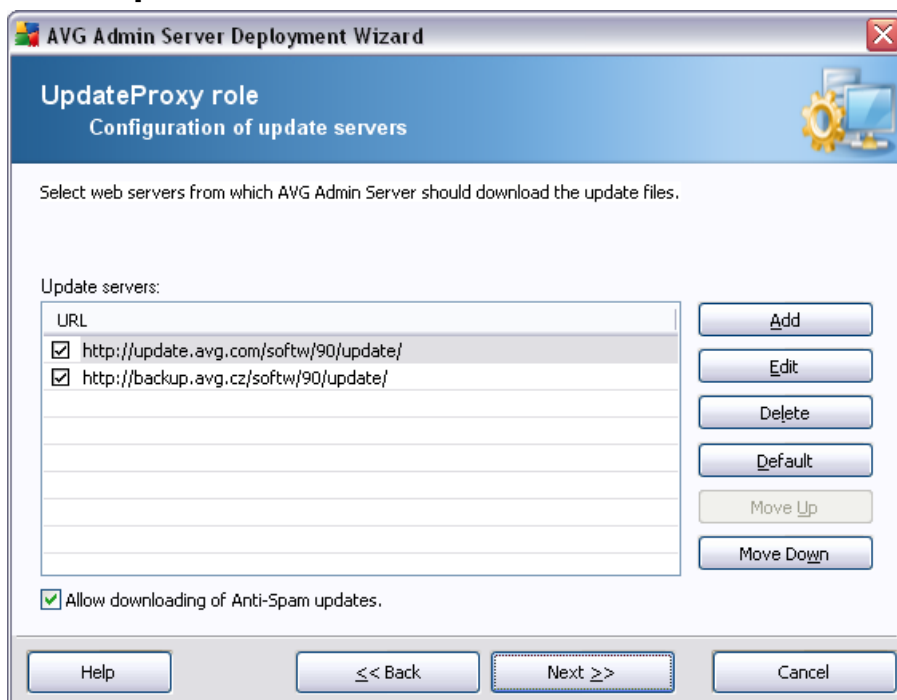 AVG Admin Server Deployment Wizard
UpdateProxy role
Configuration of update servers
Select web servers from which AVG Admin Server should download the update files.
Update servers:
URL
http://update.avg.com/softw/90/update/
http://backup.avg.cz/softw/90/update/
Add
Edit
Delete
Default
Move Up
Move Down
Allow downloading of Anti-Spam updates.
Help
<< Back
Next >>
Cancel